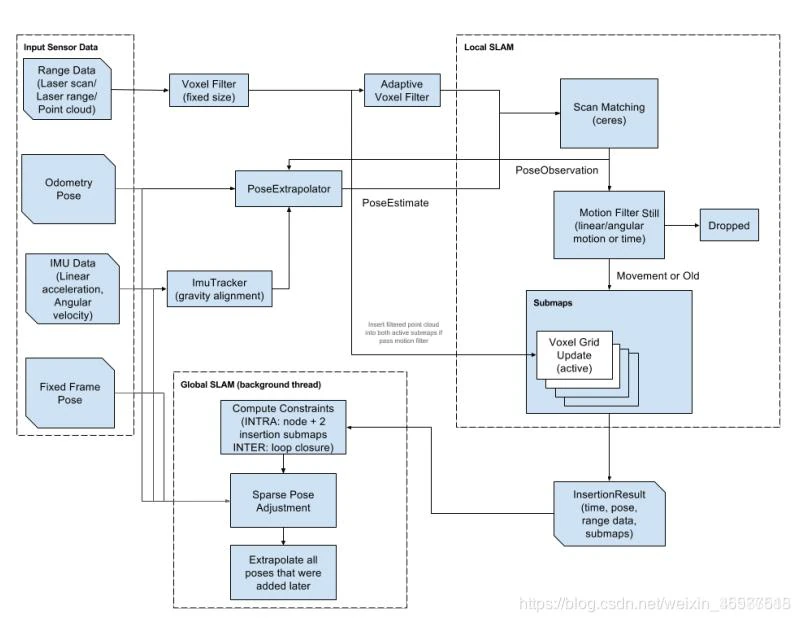 Input Sensor Data
Range Data
(Laser scan/
Laser range/
Point cloud)
Voxel Filter
(fixed size)
Adaptive
Voxel Filter
Local SLAM
Scan Matching
(ceres)
Odometry
Pose
PoseExtrapolator
PoseEstimate
PoseObservation
Motion Filter Still
(linear/angular
motion or time)
Dropped
IMU Data
(Linear
acceleration,
Angular
velocity)
ImuTracker
(gravity alignment)
Movement or Old
Submaps
Voxel Grid
Update
(active)
Insert filtered point cloud
into both active submaps if
pass motion filter
Fixed Frame
Pose
Global SLAM (background thread)
Compute Constraints
(INTRA: node + 2
insertion submaps
INTER: loop closure)
Sparse Pose
Adjustment
Extrapolate all
poses that were
added later
InsertionResult
(time, pose,
range data,
submaps)